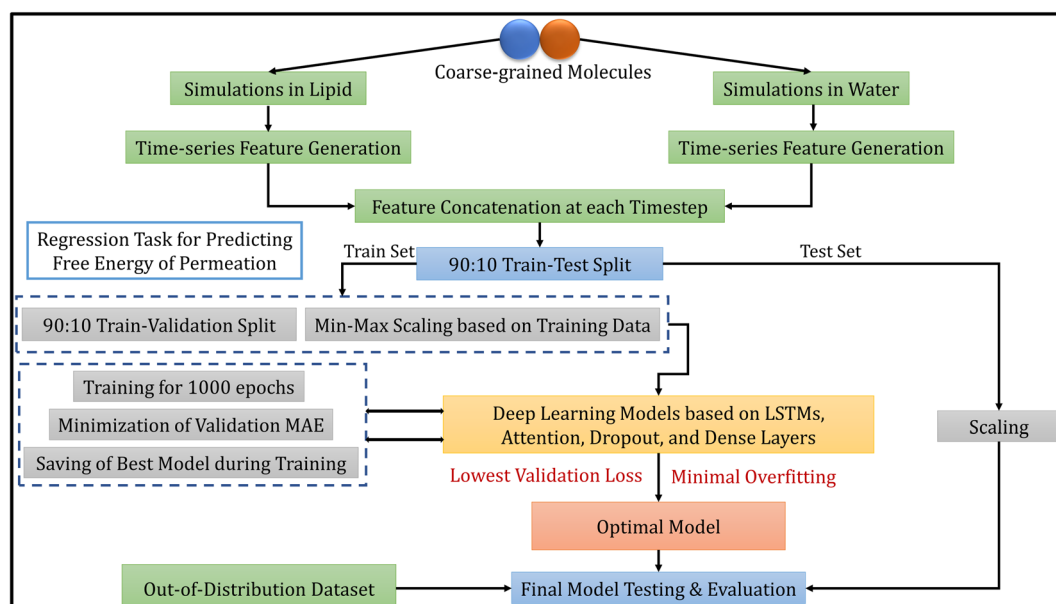 Coarse-grained Molecules
Simulations in Lipid
Simulations in Water
Time-series Feature Generation
Time-series Feature Generation
Feature Concatenation at each Timestep
Regression Task for Predicting
Free Energy of Permeation
Train Set
90:10 Train-Test Split
Test Set
90:10 Train-Validation Split
Min-Max Scaling based on Training Data
Training for 1000 epochs
Minimization of Validation MAE
Saving of Best Model during Training
Deep Learning Models based on LSTMs,
Attention, Dropout, and Dense Layers
Scaling
Lowest Validation Loss
Minimal Overfitting
Optimal Model
Out-of-Distribution Dataset
Final Model Testing & Evaluation